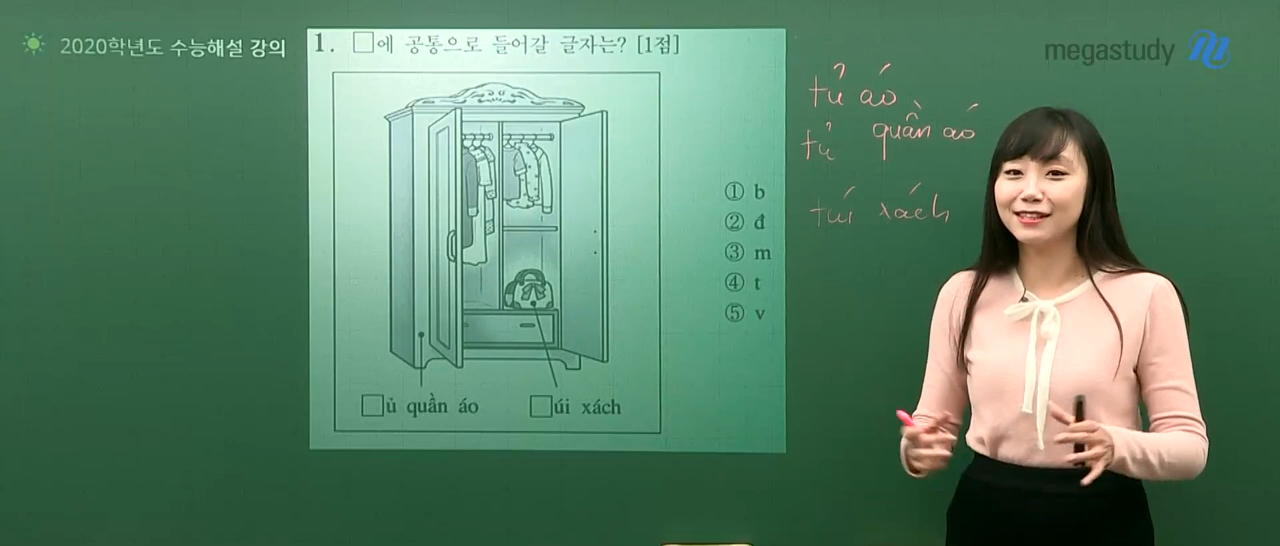 2020학년도 수능해설 강의
1. □에 공통으로 들어갈 글자는? [1점]
① b
② đ
③ m
④ t
⑤ v
□ủ quần áo
□úi xách
tủ áo
tủ quần áo
túi xách
megastudy